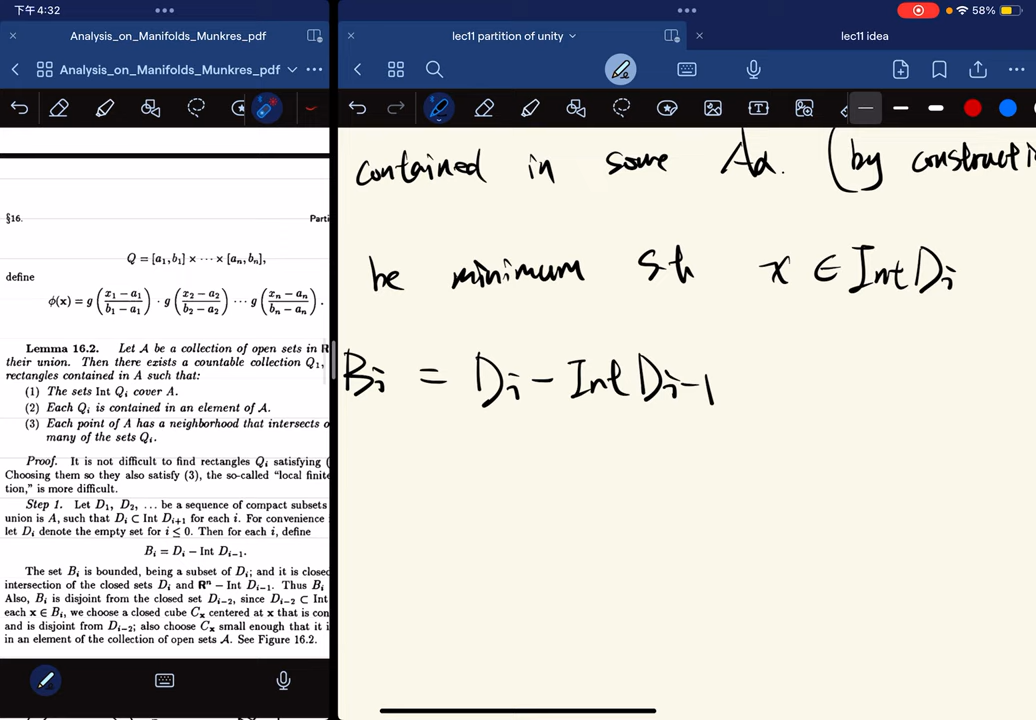 下午4:32
58%
Analysis_on_Manifolds_Munkres_pdf
lec11 partition of unity
lec11 idea
Analysis_on_Manifolds_Munkres_pdf
§16.
Parti
Q = [a₁, b₁] × ··· × [aₙ, bₙ],
define
ϕ(x) = g((x₁ − a₁)/(b₁ − a₁)) · g((x₂ − a₂)/(b₂ − a₂)) ··· g((xₙ − aₙ)/(bₙ − aₙ)).
Lemma 16.2. Let A be a collection of open sets in R
their union. Then there exists a countable collection Q₁,
rectangles contained in A such that:
(1) The sets Int Qᵢ cover A.
(2) Each Qᵢ is contained in an element of A.
(3) Each point of A has a neighborhood that intersects o
many of the sets Qᵢ.
Proof. It is not difficult to find rectangles Qᵢ satisfying (
Choosing them so they also satisfy (3), the so-called "local finite
tion," is more difficult.
Step 1. Let D₁, D₂, ... be a sequence of compact subsets
union is A, such that Dᵢ ⊂ Int Dᵢ₊₁ for each i. For convenience
let Dᵢ denote the empty set for i ≤ 0. Then for each i, define
Bᵢ = Dᵢ − Int Dᵢ₋₁.
The set Bᵢ is bounded, being a subset of Dᵢ; and it is closed
intersection of the closed sets Dᵢ and Rⁿ − Int Dᵢ₋₁. Thus Bᵢ
Also, Bᵢ is disjoint from the closed set Dᵢ₋₂, since Dᵢ₋₂ ⊂ Int
each x ∈ Bᵢ, we choose a closed cube Cₓ centered at x that is con
and is disjoint from Dᵢ₋₂; also choose Cₓ small enough that it i
in an element of the collection of open sets A. See Figure 16.2.
contained in some Aα. (by constructi
be minimum st x ∈ Int Dᵢ
Bᵢ = Dᵢ − Int Dᵢ₋₁